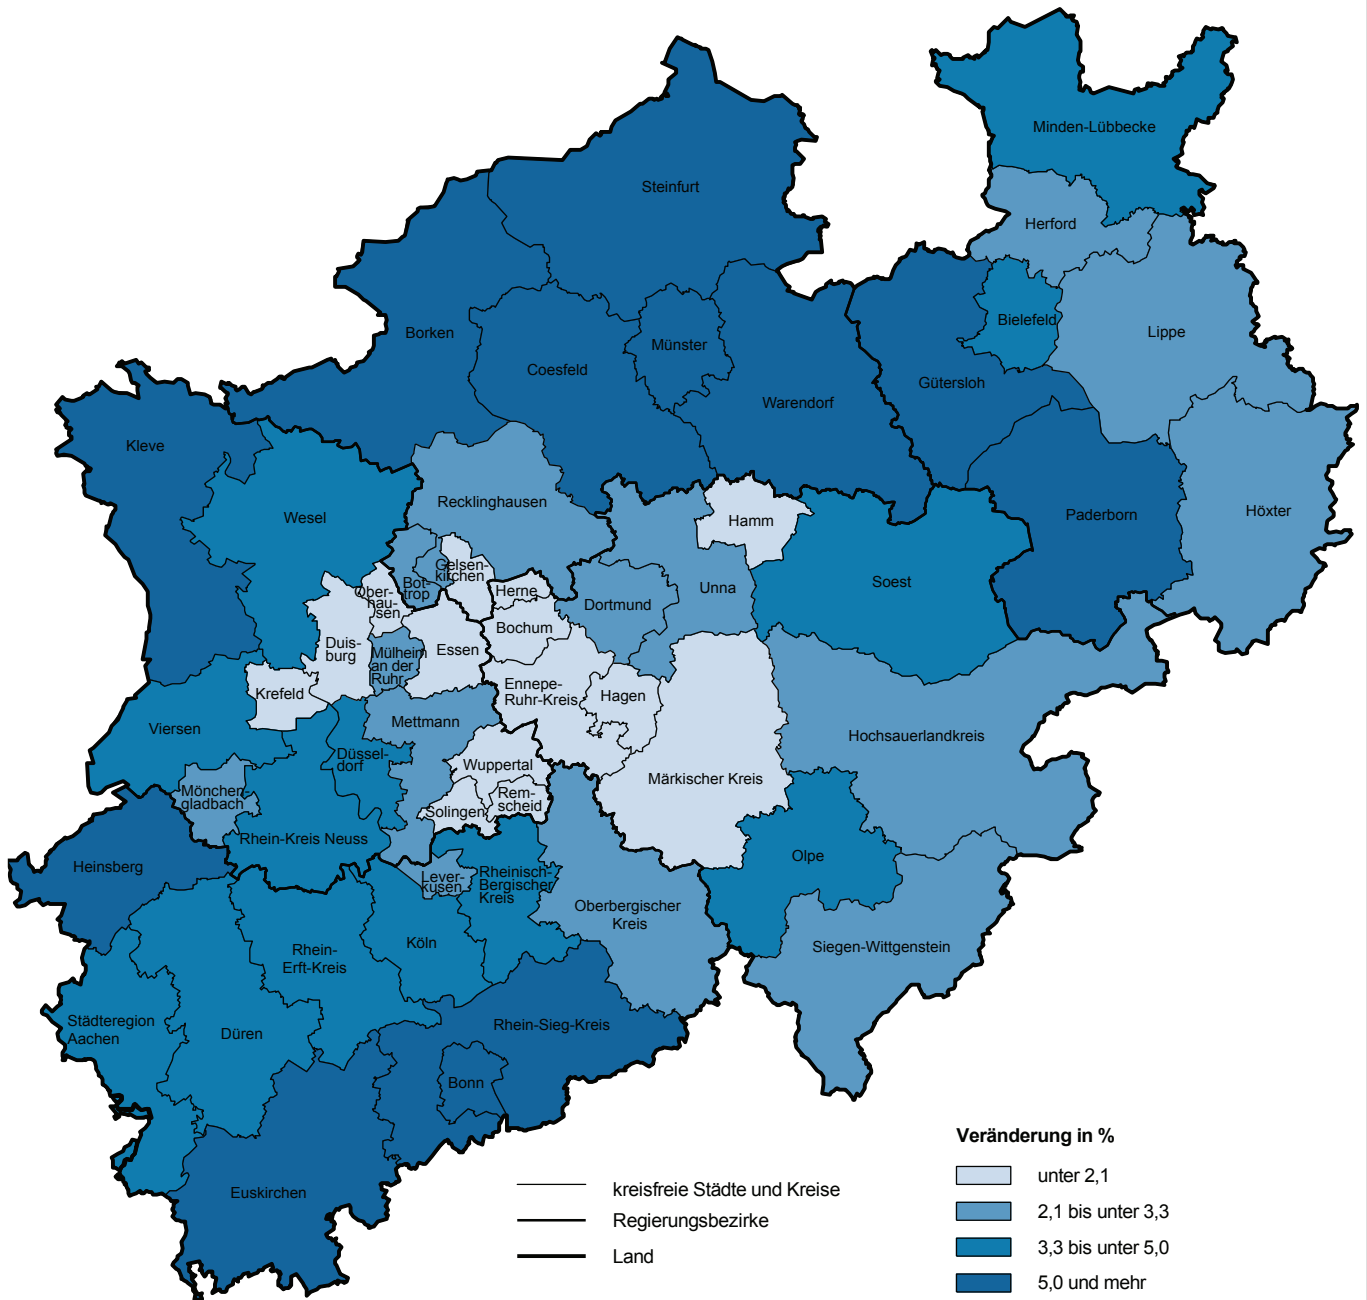 Minden-Lübbecke
Steinfurt
Herford
Bielefeld
Lippe
Borken
Münster
Coesfeld
Gütersloh
Warendorf
Kleve
Recklinghausen
Wesel
Hamm
Paderborn
Höxter
Gelsen-
kirchen
Bot-
trop
Ober-
hau-
sen
Herne
Dortmund
Unna
Soest
Bochum
Duis-
burg
Mülheim
an der
Ruhr
Essen
Krefeld
Ennepe-
Ruhr-Kreis
Hagen
Viersen
Mettmann
Hochsauerlandkreis
Düssel-
dorf
Wuppertal
Märkischer Kreis
Mönchen-
gladbach
Rem-
scheid
Solingen
Rhein-Kreis Neuss
Heinsberg
Lever-
kusen
Rheinisch-
Bergischer
Kreis
Olpe
Oberbergischer
Kreis
Köln
Rhein-
Erft-Kreis
Siegen-Wittgenstein
Städteregion
Aachen
Düren
Rhein-Sieg-Kreis
Bonn
Euskirchen
Veränderung in %
unter 2,1
2,1 bis unter 3,3
3,3 bis unter 5,0
5,0 und mehr
kreisfreie Städte und Kreise
Regierungsbezirke
Land